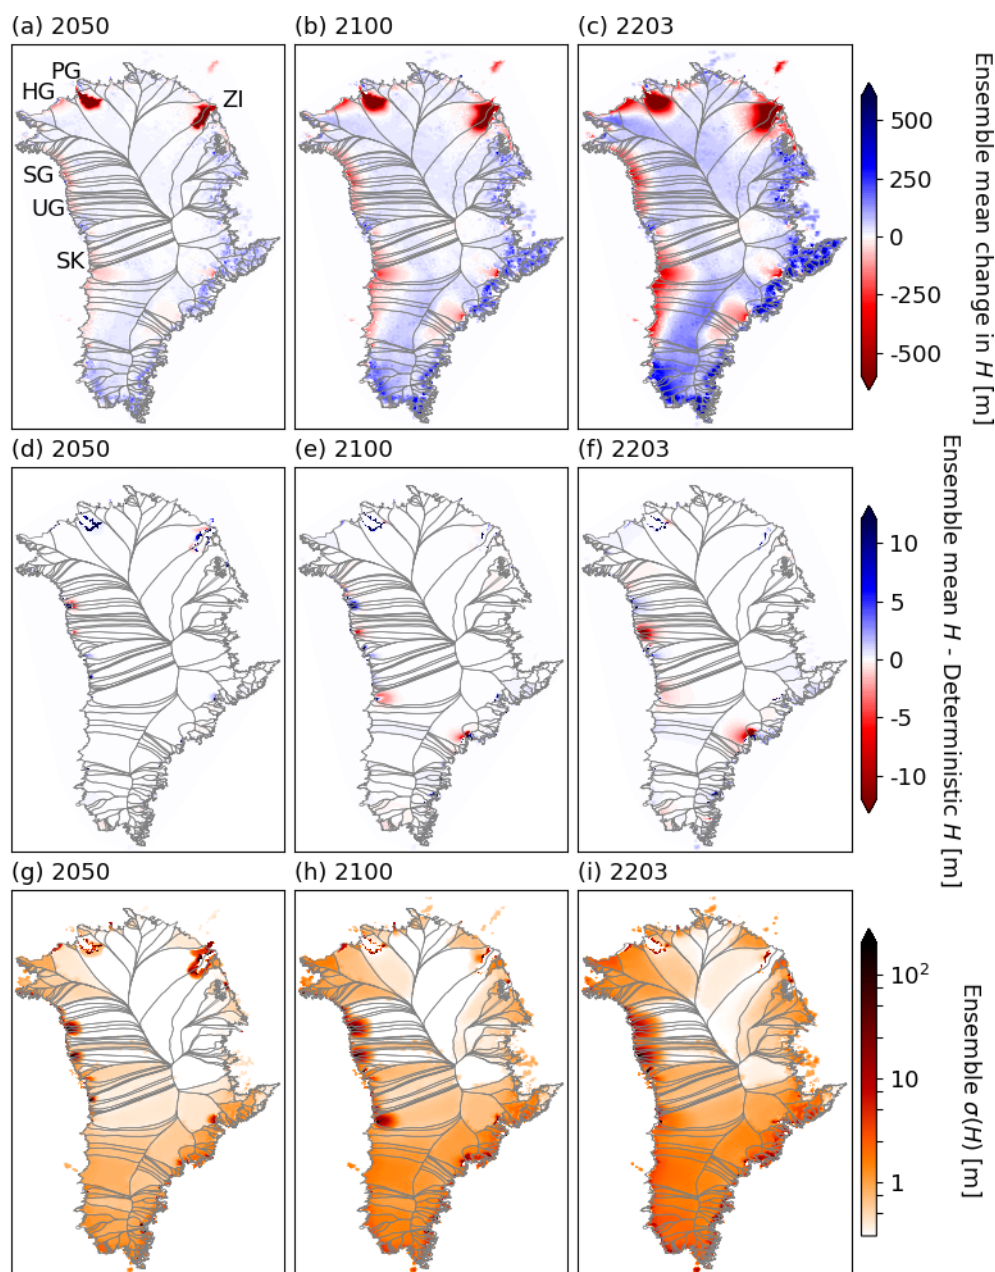 (a) 2050
(b) 2100
(c) 2203
PG
HG
ZI
SG
UG
SK
500
250
0
-250
-500
Ensemble mean change in H [m]
(d) 2050
(e) 2100
(f) 2203
10
5
0
-5
-10
Ensemble mean H - Deterministic H [m]
(g) 2050
(h) 2100
(i) 2203
10²
10
1
Ensemble σ(H) [m]